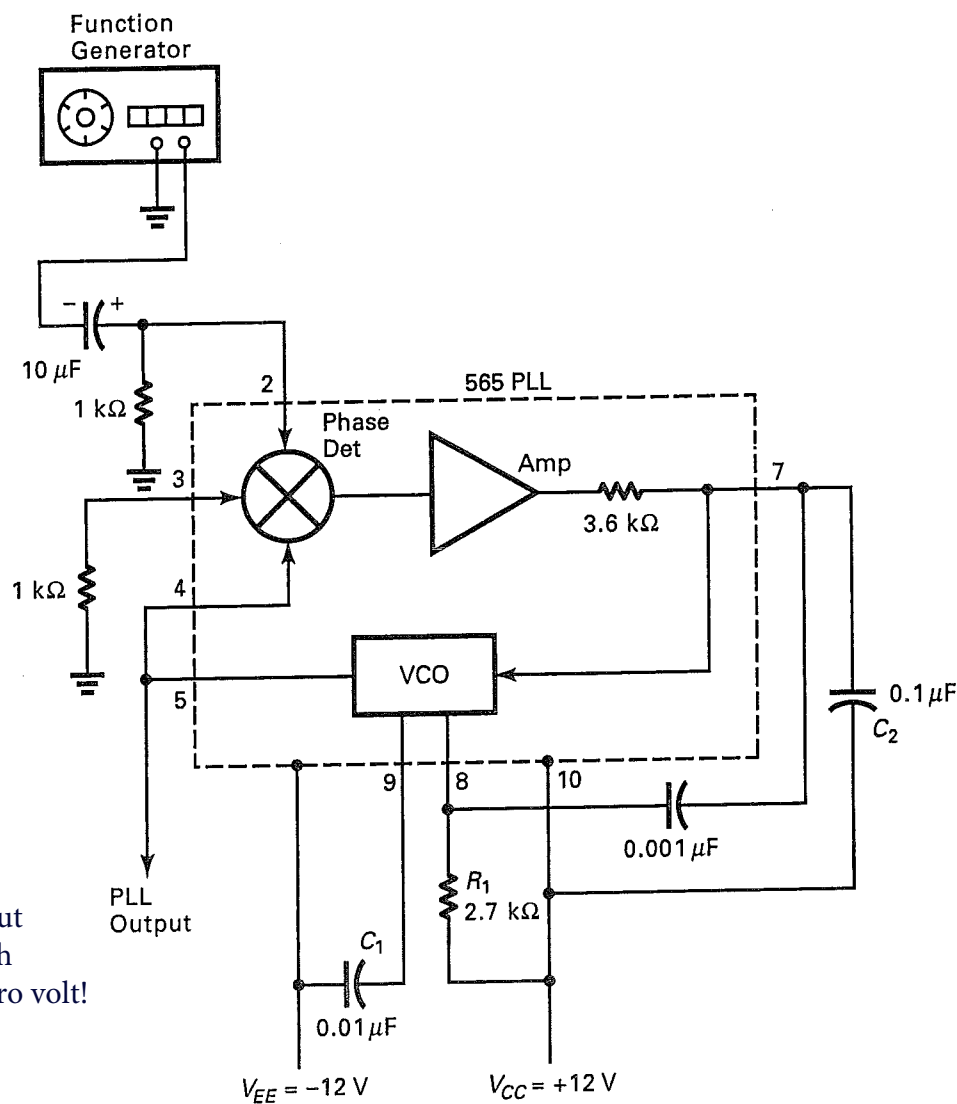 Function
Generator
− +
10 μF
1 kΩ
2
565 PLL
Phase
Det
Amp
3
7
3.6 kΩ
1 kΩ
4
VCO
5
0.1 μF
C₂
9
8
10
0.001 μF
PLL
Output
R₁
2.7 kΩ
C₁
0.01 μF
ut
h
ro volt!
V_EE = −12 V
V_CC = +12 V